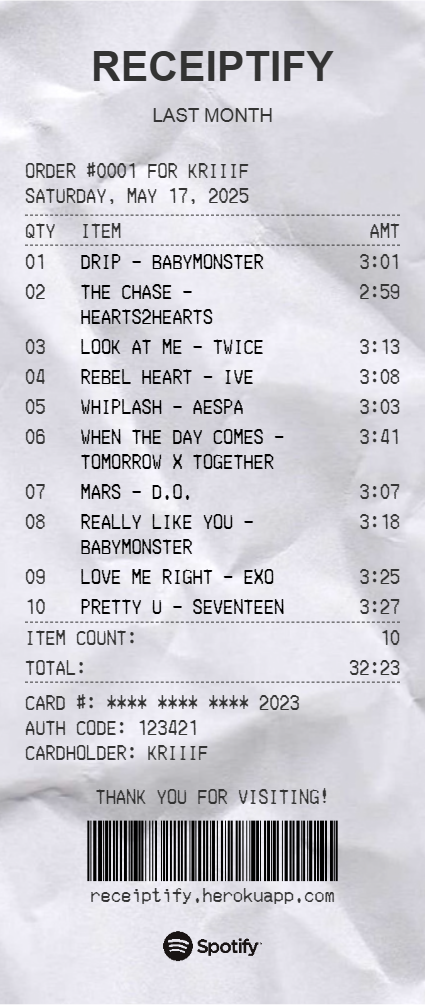 RECEIPTIFY
LAST MONTH
ORDER #0001 FOR KRIIIF
SATURDAY, MAY 17, 2025
QTY ITEM AMT
01 DRIP - BABYMONSTER 3:01
02 THE CHASE - 2:59
HEARTS2HEARTS
03 LOOK AT ME - TWICE 3:13
04 REBEL HEART - IVE 3:08
05 WHIPLASH - AESPA 3:03
06 WHEN THE DAY COMES - 3:41
TOMORROW X TOGETHER
07 MARS - D.O. 3:07
08 REALLY LIKE YOU - 3:18
BABYMONSTER
09 LOVE ME RIGHT - EXO 3:25
10 PRETTY U - SEVENTEEN 3:27
ITEM COUNT: 10
TOTAL: 32:23
CARD #: **** **** **** 2023
AUTH CODE: 123421
CARDHOLDER: KRIIIF
THANK YOU FOR VISITING!
receiptify.herokuapp.com
Spotify